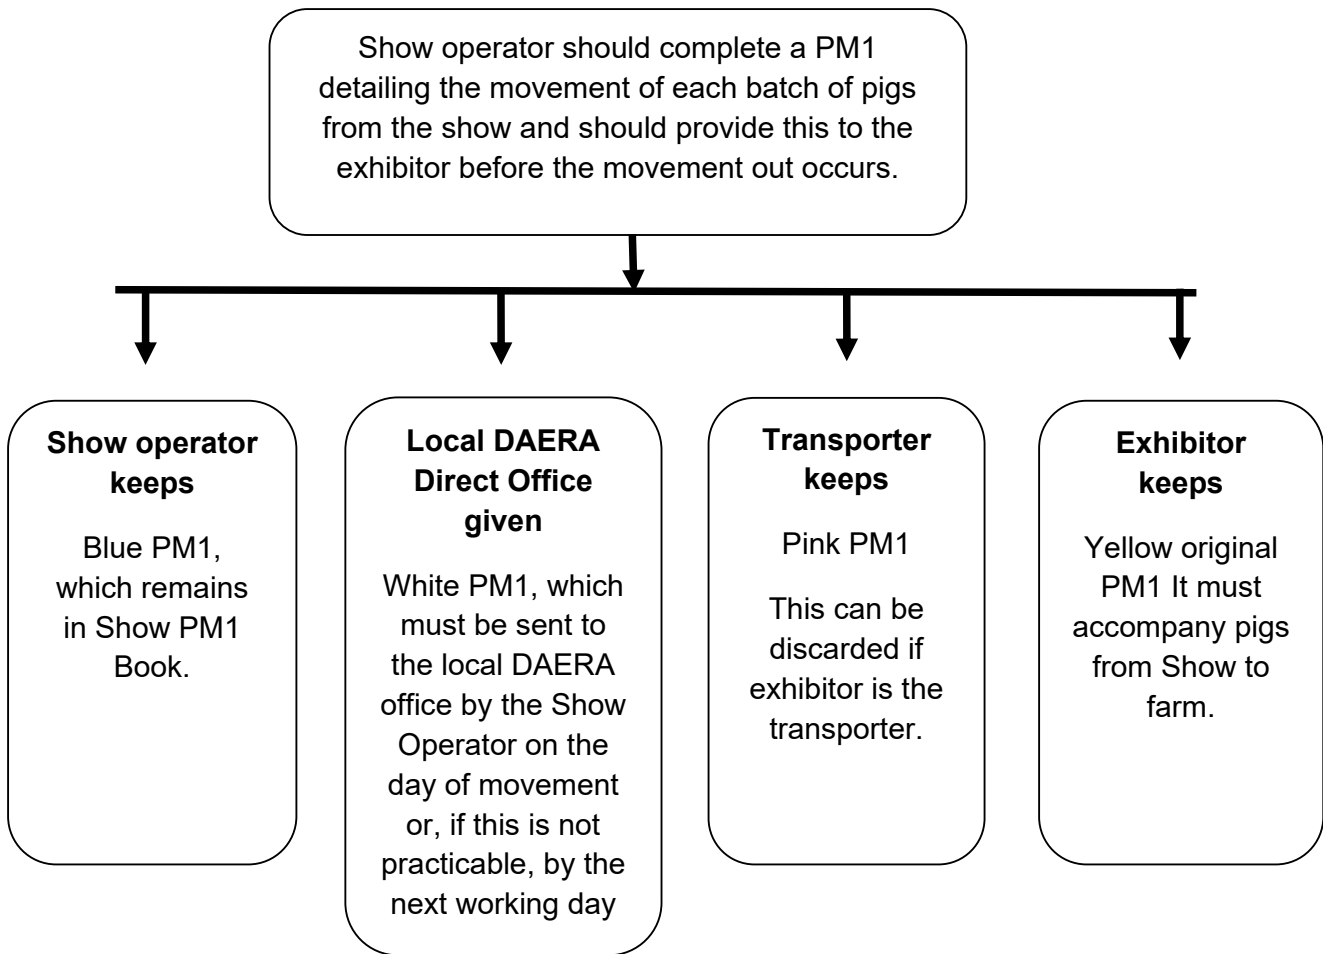 Show operator should complete a PM1
detailing the movement of each batch of pigs
from the show and should provide this to the
exhibitor before the movement out occurs.
Show operator
keeps
Blue PM1,
which remains
in Show PM1
Book.
Local DAERA
Direct Office
given
White PM1, which
must be sent to
the local DAERA
office by the Show
Operator on the
day of movement
or, if this is not
practicable, by the
next working day
Transporter
keeps
Pink PM1
This can be
discarded if
exhibitor is the
transporter.
Exhibitor
keeps
Yellow original
PM1 It must
accompany pigs
from Show to
farm.